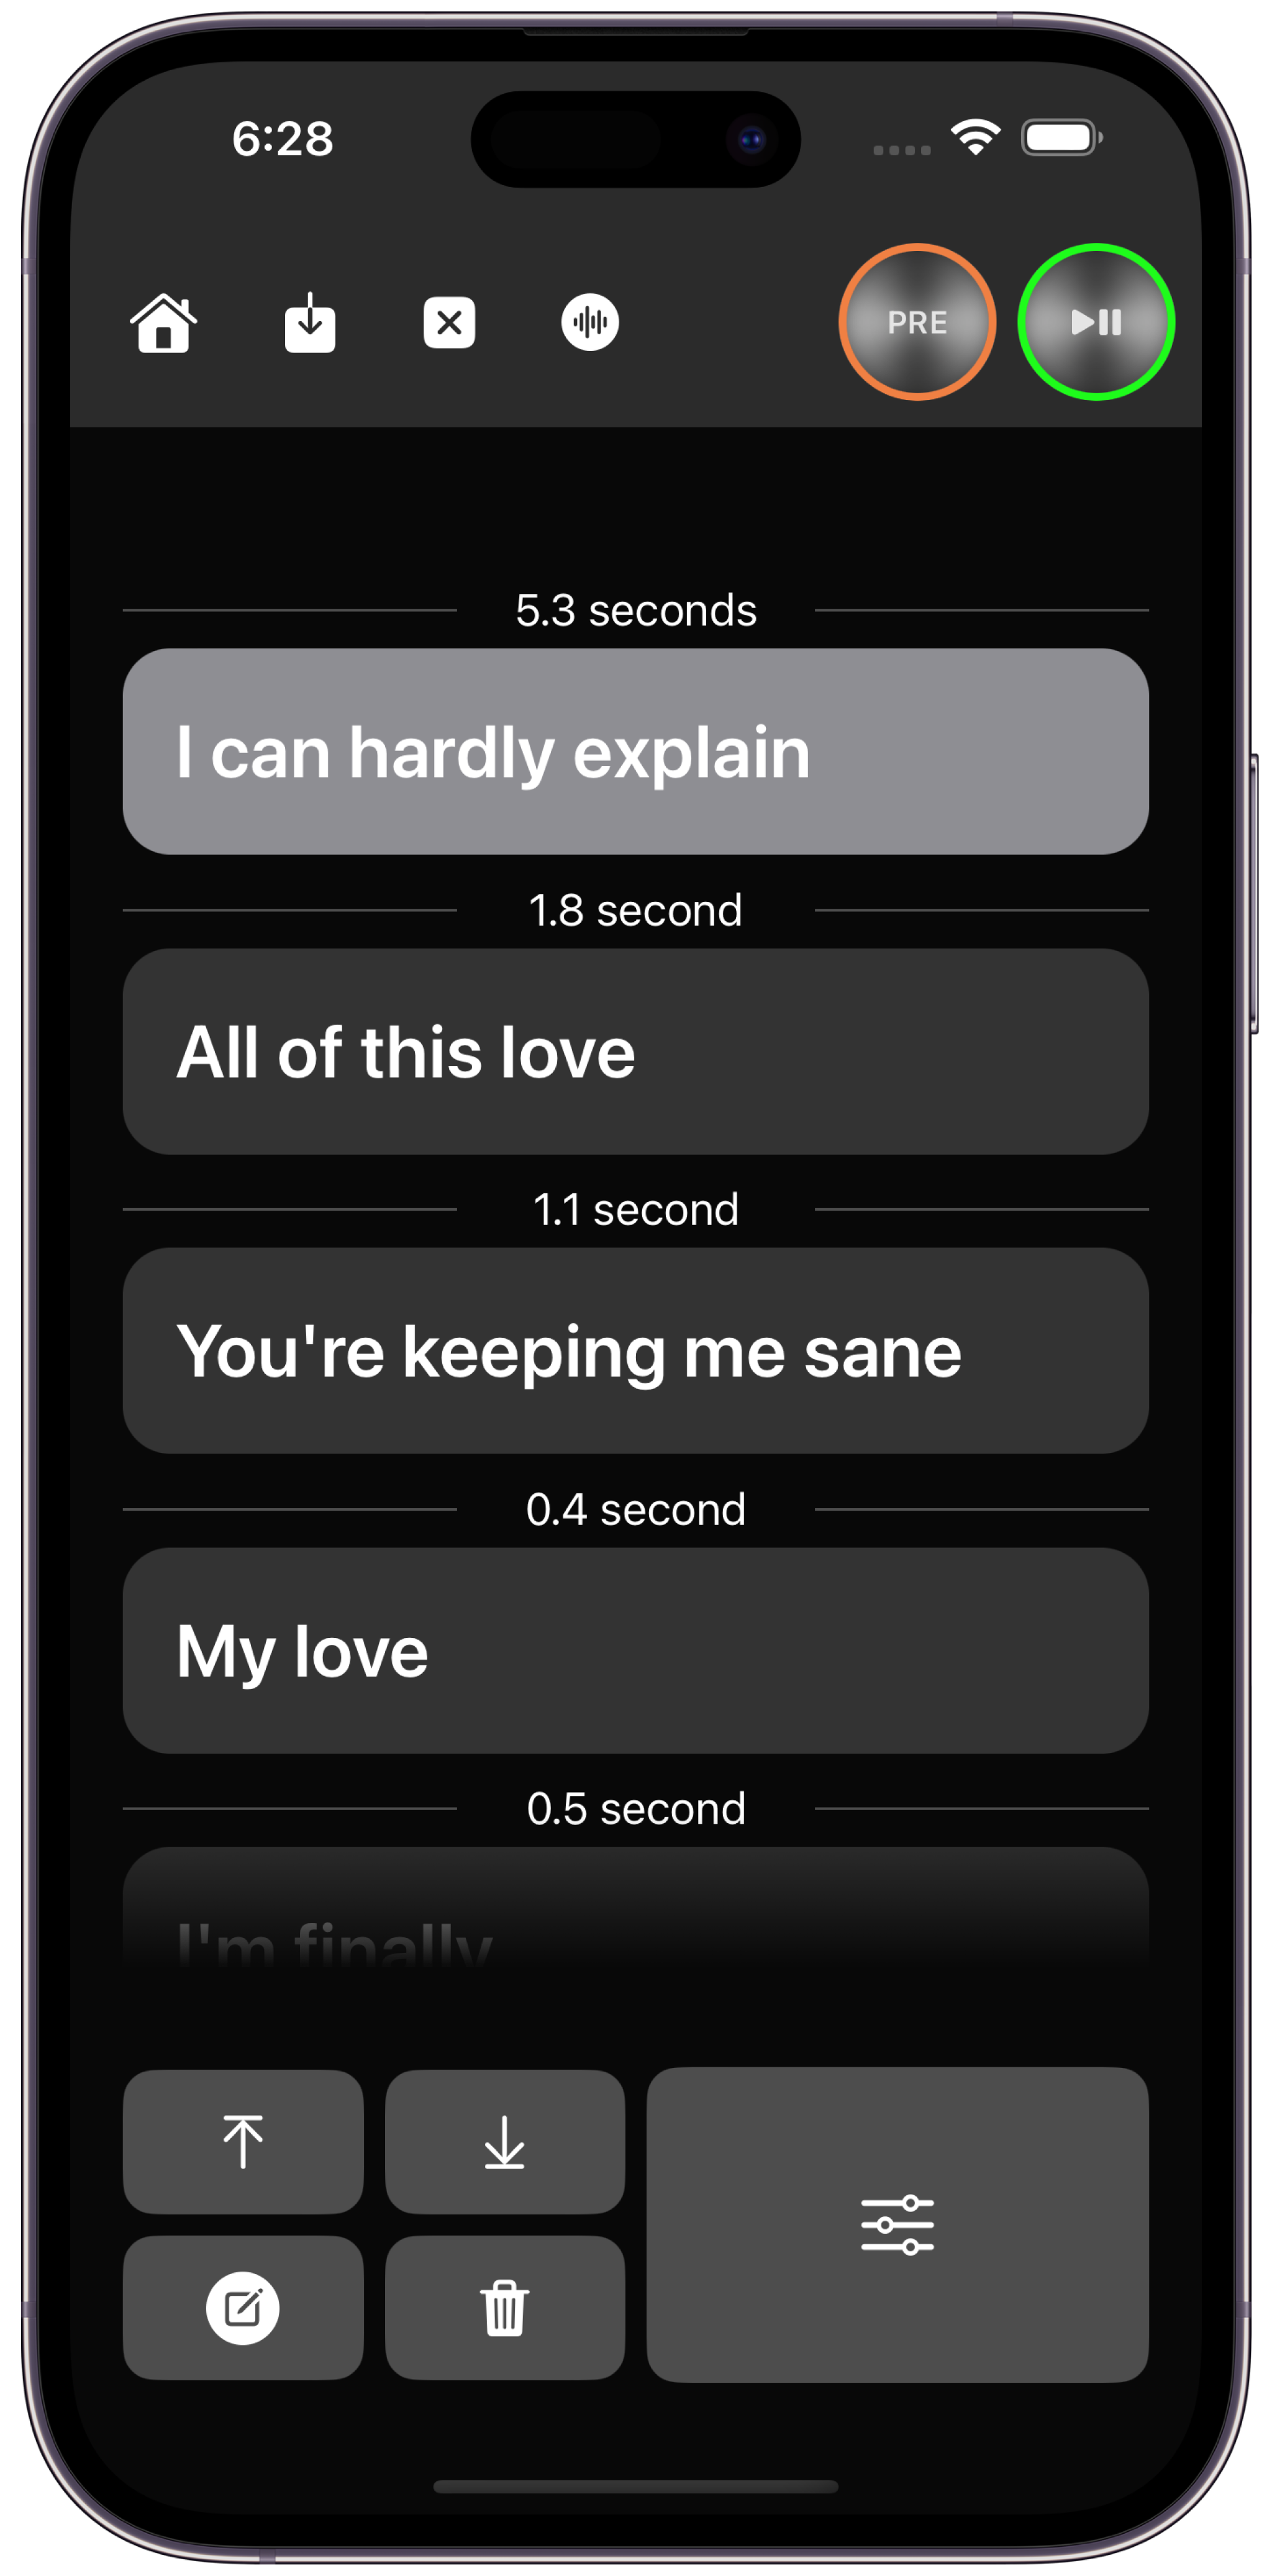 6:28
PRE
5.3 seconds
I can hardly explain
1.8 second
All of this love
1.1 second
You're keeping me sane
0.4 second
My love
0.5 second
I'm finally